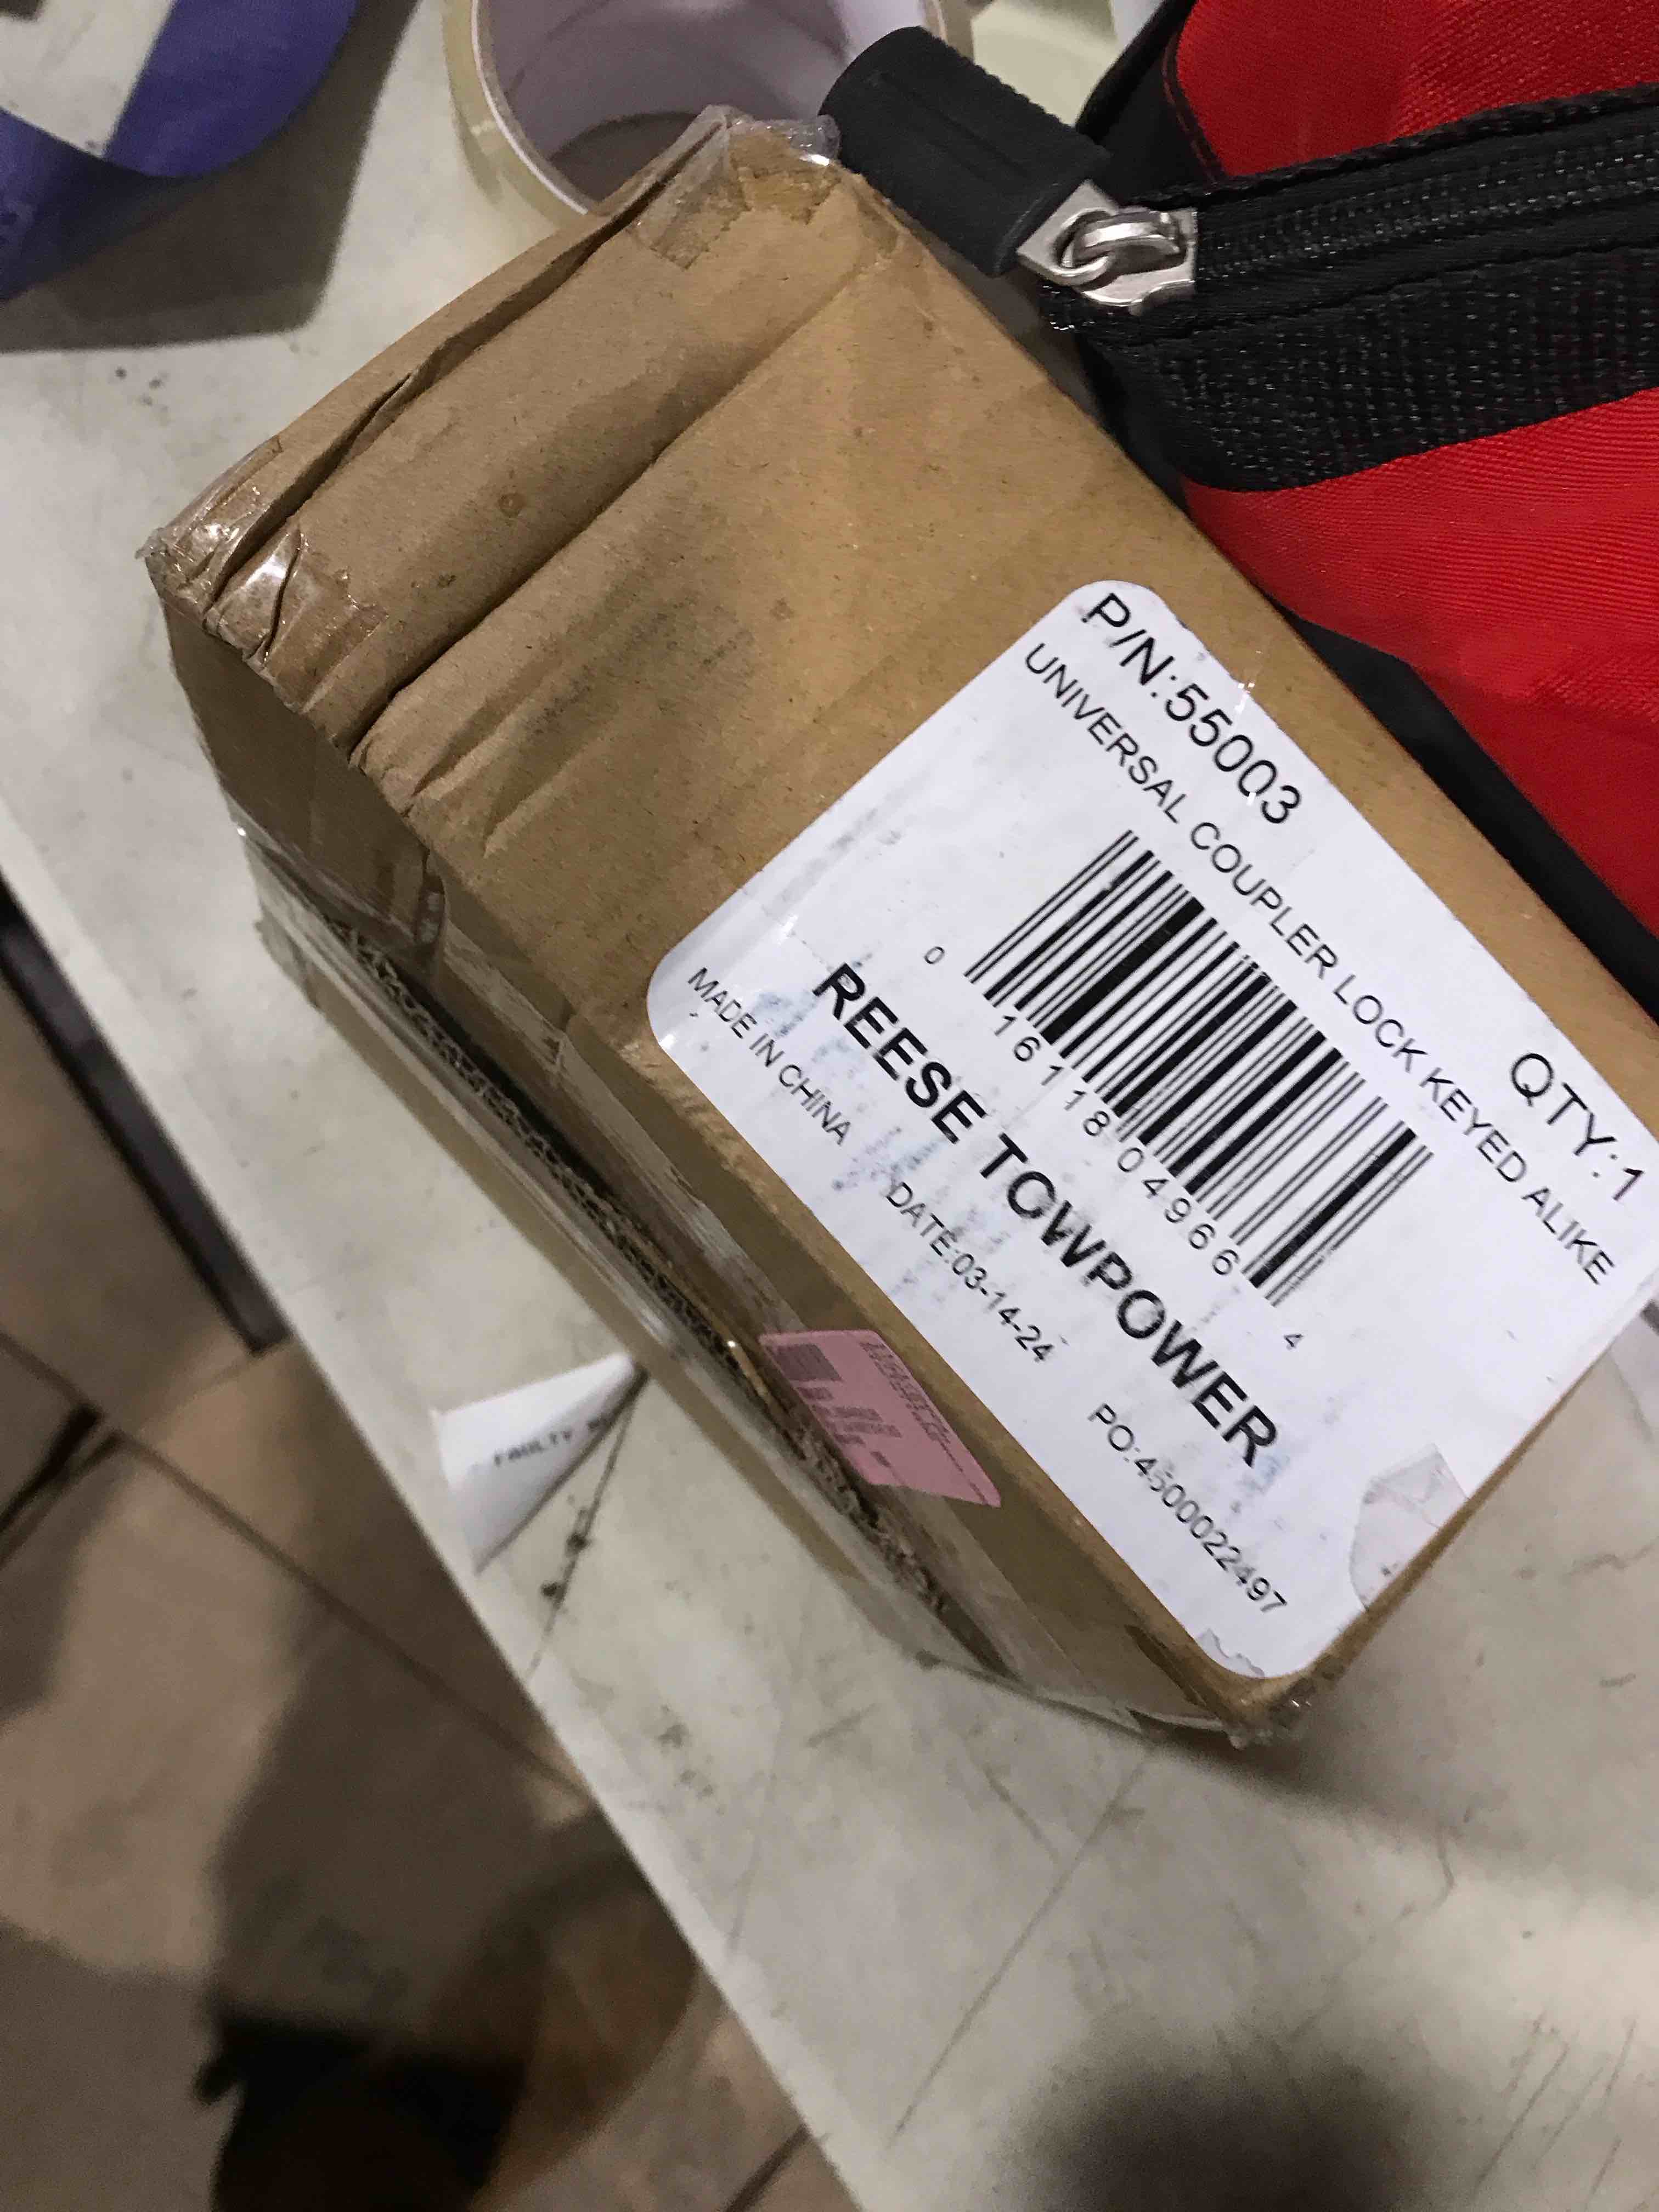 P/N:55003
QTY:1
UNIVERSAL COUPLER LOCK KEYED ALIKE
0 16118 04966 4
REESE TOWPOWER
MADE IN CHINA DATE:03-14-24 PO:4500022497
FAULTY